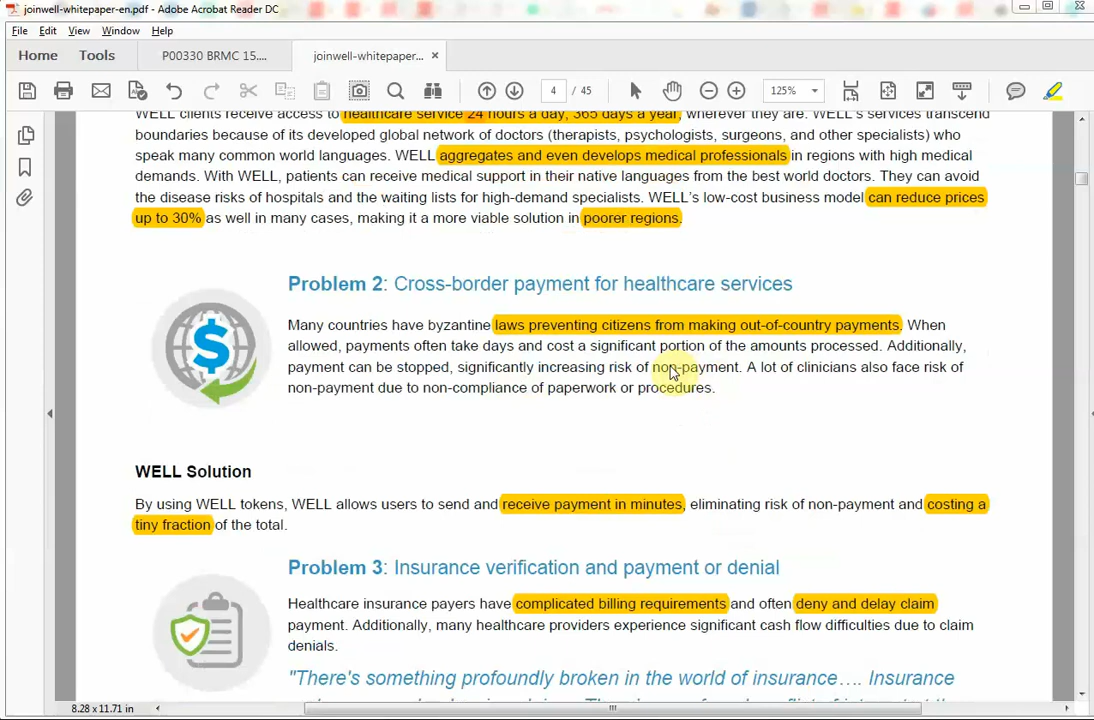 joinwell-whitepaper-en.pdf - Adobe Acrobat Reader DC
File Edit View Window Help
Home Tools P00330 BRMC 15.... joinwell-whitepaper... ×
4 / 45 125%
WELL clients receive access to healthcare service 24 hours a day, 365 days a year, wherever they are. WELL's services transcend
boundaries because of its developed global network of doctors (therapists, psychologists, surgeons, and other specialists) who
speak many common world languages. WELL aggregates and even develops medical professionals in regions with high medical
demands. With WELL, patients can receive medical support in their native languages from the best world doctors. They can avoid
the disease risks of hospitals and the waiting lists for high-demand specialists. WELL's low-cost business model can reduce prices
up to 30% as well in many cases, making it a more viable solution in poorer regions.
Problem 2: Cross-border payment for healthcare services
Many countries have byzantine laws preventing citizens from making out-of-country payments. When
allowed, payments often take days and cost a significant portion of the amounts processed. Additionally,
payment can be stopped, significantly increasing risk of non-payment. A lot of clinicians also face risk of
non-payment due to non-compliance of paperwork or procedures.
WELL Solution
By using WELL tokens, WELL allows users to send and receive payment in minutes, eliminating risk of non-payment and costing a
tiny fraction of the total.
Problem 3: Insurance verification and payment or denial
Healthcare insurance payers have complicated billing requirements and often deny and delay claim
payment. Additionally, many healthcare providers experience significant cash flow difficulties due to claim
denials.
"There's something profoundly broken in the world of insurance.... Insurance
8.28 x 11.71 in